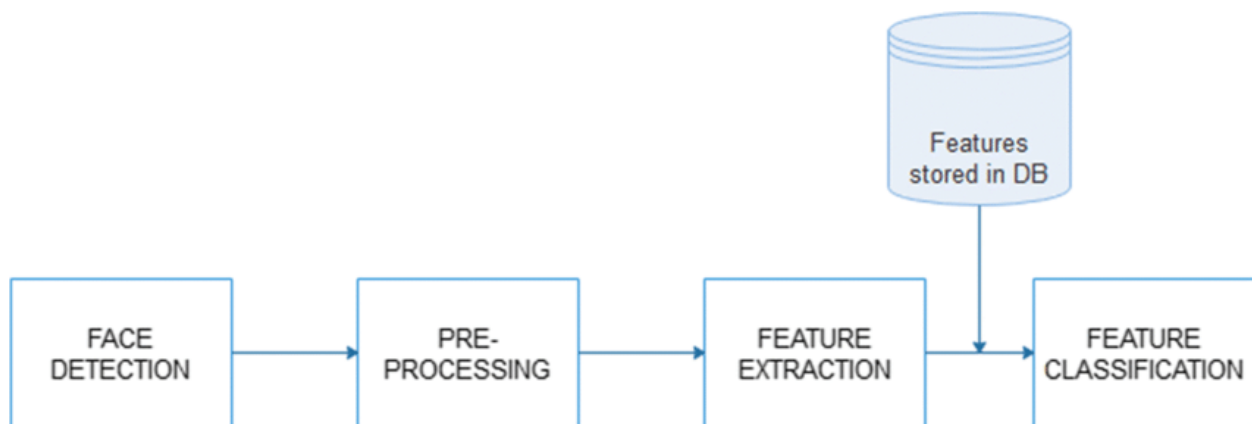 Features
stored in DB
FACE
DETECTION
PRE-
PROCESSING
FEATURE
EXTRACTION
FEATURE
CLASSIFICATION